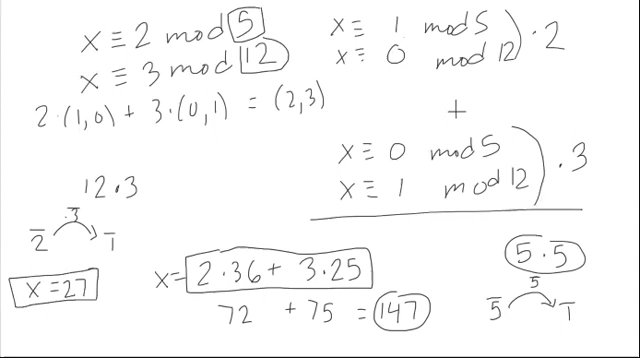 x ≡ 2 mod 5
x ≡ 3 mod 12
2·(1,0) + 3·(0,1) = (2,3)
x ≡ 1 mod 5
x ≡ 0 mod 12 ) · 2
+
x ≡ 0 mod 5
x ≡ 1 mod 12 ) · 3
12·3
·3
2̅ 1̅
x = 27
x = 2·36 + 3·25
72 + 75 = 147
5·5
5̅
5̅ 1̅